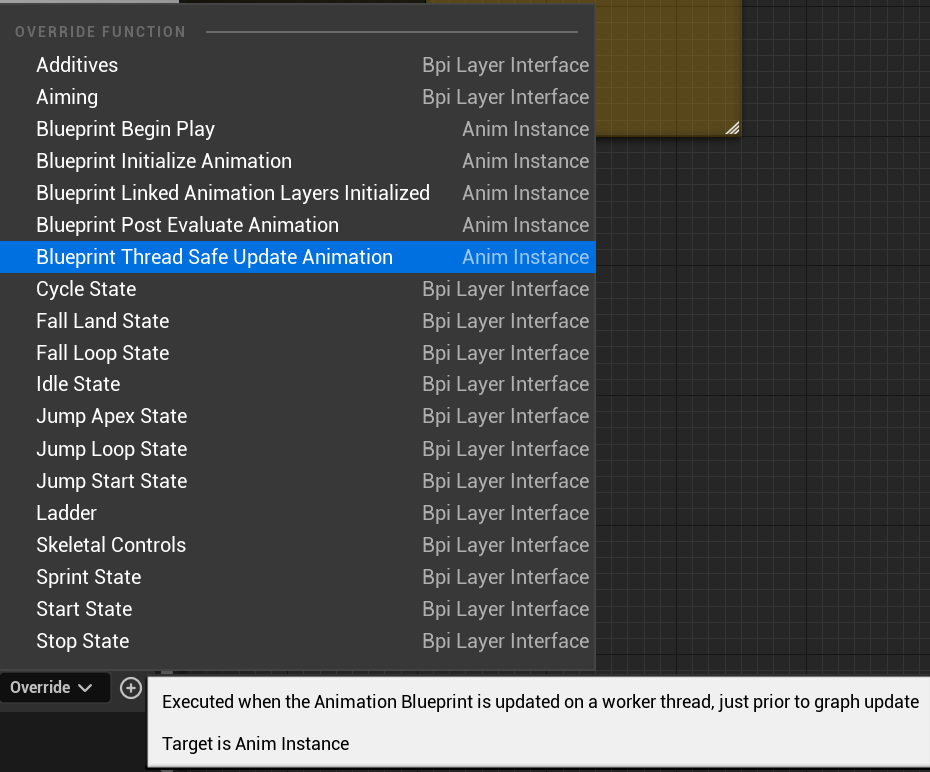 OVERRIDE FUNCTION
Additives Bpi Layer Interface
Aiming Bpi Layer Interface
Blueprint Begin Play Anim Instance
Blueprint Initialize Animation Anim Instance
Blueprint Linked Animation Layers Initialized Anim Instance
Blueprint Post Evaluate Animation Anim Instance
Blueprint Thread Safe Update Animation Anim Instance
Cycle State Bpi Layer Interface
Fall Land State Bpi Layer Interface
Fall Loop State Bpi Layer Interface
Idle State Bpi Layer Interface
Jump Apex State Bpi Layer Interface
Jump Loop State Bpi Layer Interface
Jump Start State Bpi Layer Interface
Ladder Bpi Layer Interface
Skeletal Controls Bpi Layer Interface
Sprint State Bpi Layer Interface
Start State Bpi Layer Interface
Stop State Bpi Layer Interface
Override
Executed when the Animation Blueprint is updated on a worker thread, just prior to graph update
Target is Anim Instance